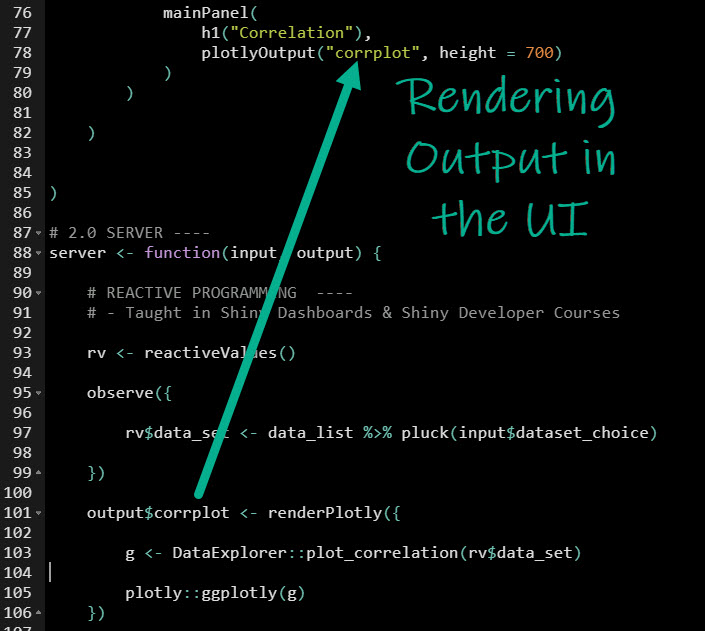 76 mainPanel(
77 h1("Correlation"),
78 plotlyOutput("corrplot", height = 700)
79 )
80 )
81
82 )
83
84
85 )
86
87 # 2.0 SERVER ----
88 server <- function(input, output) {
89
90 # REACTIVE PROGRAMMING ----
91 # - Taught in Shiny Dashboards & Shiny Developer Courses
92
93 rv <- reactiveValues()
94
95 observe({
96
97 rv$data_set <- data_list %>% pluck(input$dataset_choice)
98
99 })
100
101 output$corrplot <- renderPlotly({
102
103 g <- DataExplorer::plot_correlation(rv$data_set)
104
105 plotly::ggplotly(g)
106 })
107
Rendering
Output in
the UI